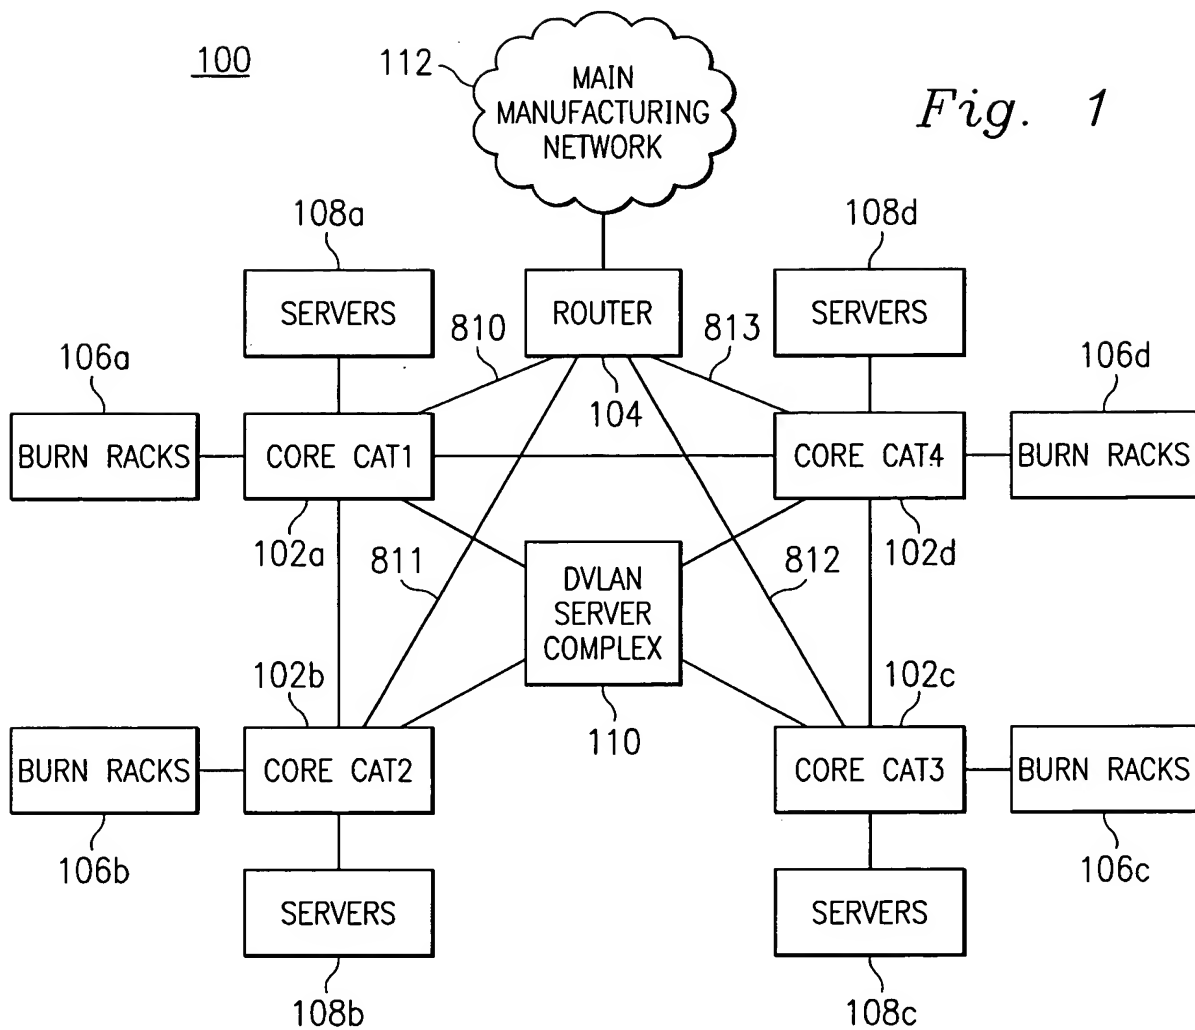 100
112
MAIN
MANUFACTURING
NETWORK
Fig. 1
108a
108d
SERVERS
ROUTER
SERVERS
810
813
106a
106d
104
BURN RACKS
CORE CAT1
CORE CAT4
BURN RACKS
102a
811
DVLAN
SERVER
COMPLEX
812
102d
102b
102c
110
BURN RACKS
CORE CAT2
CORE CAT3
BURN RACKS
106b
106c
SERVERS
SERVERS
108b
108c